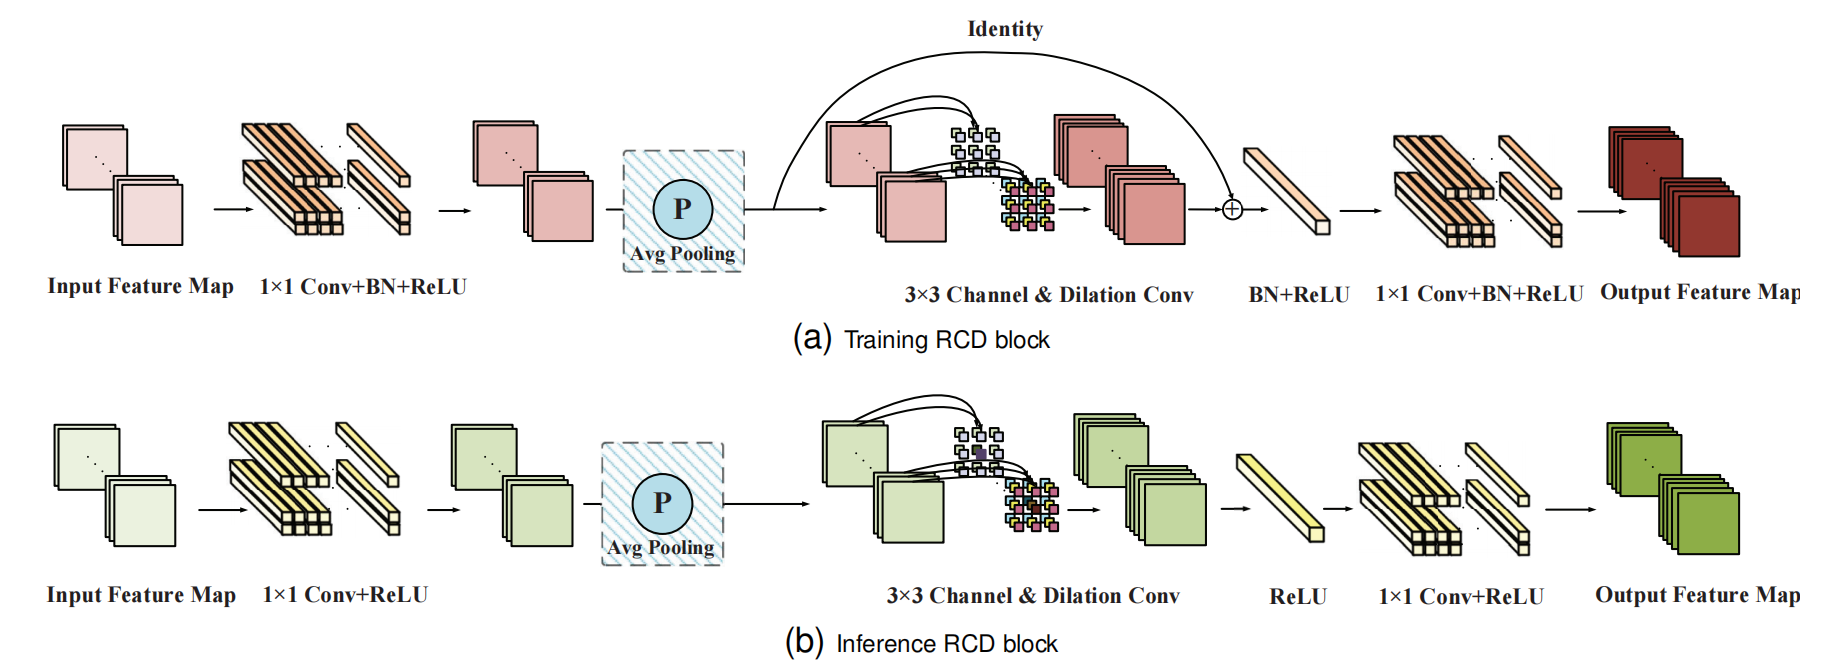 Identity
P
Avg Pooling
Input Feature Map
1×1 Conv+BN+ReLU
3×3 Channel & Dilation Conv
BN+ReLU
1×1 Conv+BN+ReLU
Output Feature Map
(a) Training RCD block
P
Avg Pooling
Input Feature Map
1×1 Conv+ReLU
3×3 Channel & Dilation Conv
ReLU
1×1 Conv+ReLU
Output Feature Map
(b) Inference RCD block